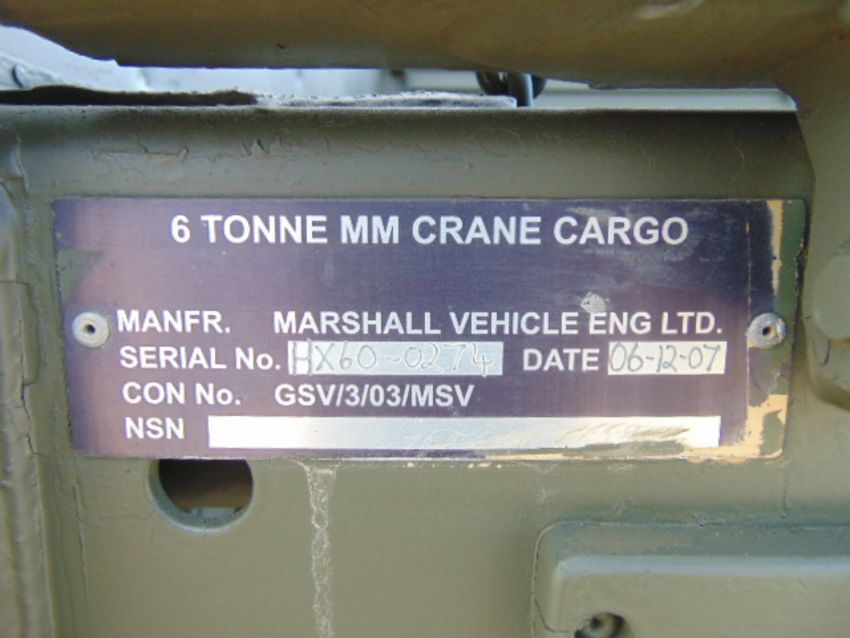 6 TONNE MM CRANE CARGO
MANFR. MARSHALL VEHICLE ENG LTD.
SERIAL No. HX60-0274 DATE 06-12-07
CON No. GSV/3/03/MSV
NSN